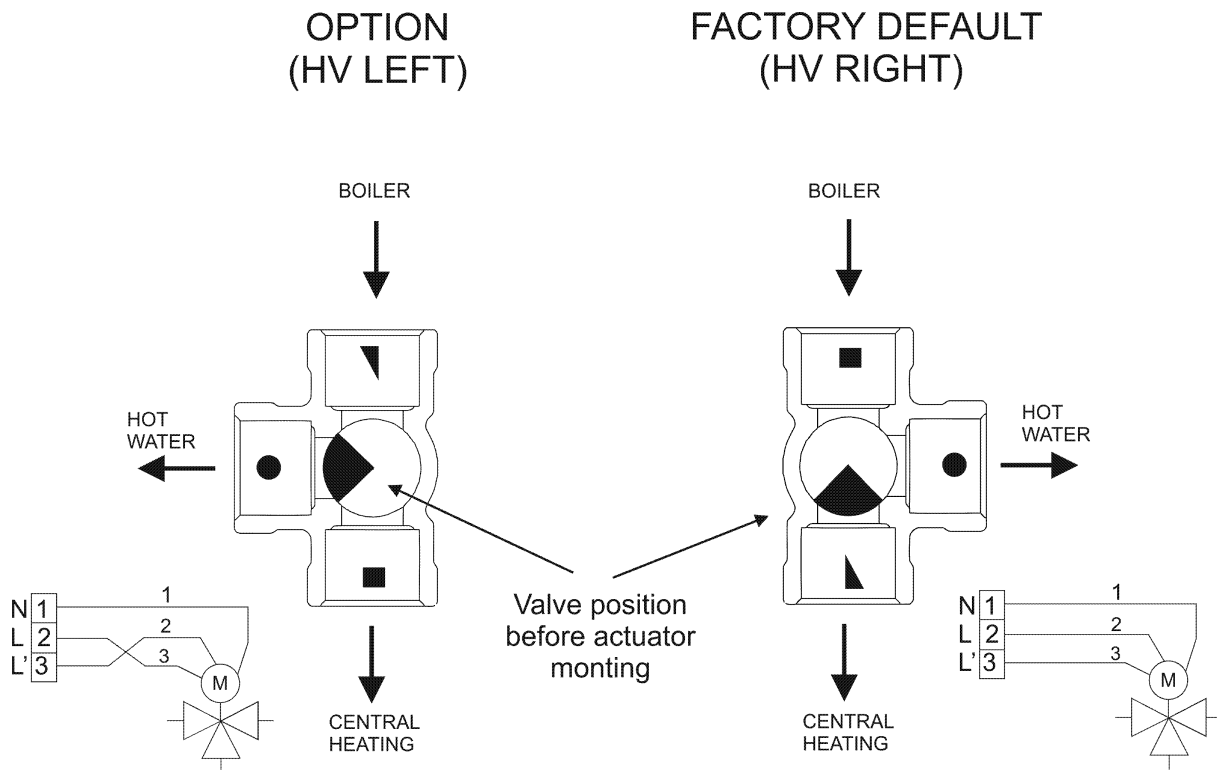 OPTION
(HV LEFT)
FACTORY DEFAULT
(HV RIGHT)
BOILER
BOILER
HOT
WATER
HOT
WATER
Valve position
before actuator
monting
N 1
L 2
L' 3
1
2
3
M
CENTRAL
HEATING
N 1
L 2
L' 3
1
2
3
M
CENTRAL
HEATING